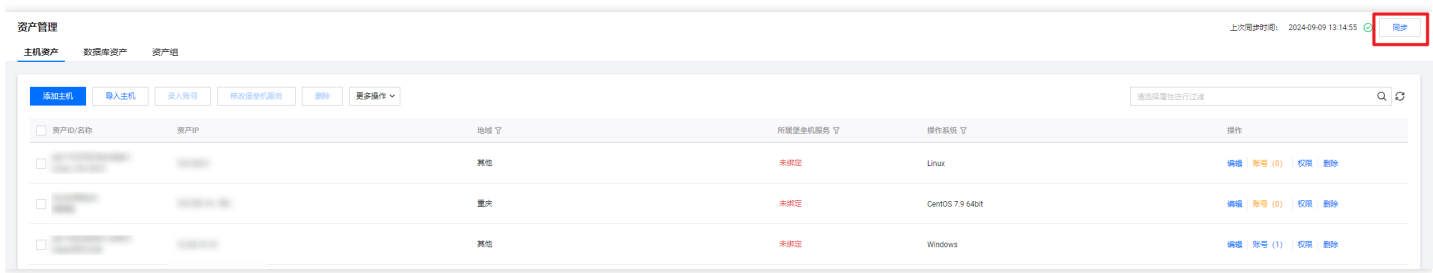 资产管理
上次同步时间： 2024-09-09 13:14:55 同步
主机资产 数据库资产 资产组
添加主机 导入主机 录入账号 修改堡垒机服务 删除 更多操作 请选择属性进行过滤
资产ID/名称 资产IP 地域 所属堡垒机服务 操作系统 操作
其他 未绑定 Linux 编辑 账号 (0) 权限 删除
重庆 未绑定 CentOS 7.9 64bit 编辑 账号 (0) 权限 删除
其他 未绑定 Windows 编辑 账号 (1) 权限 删除